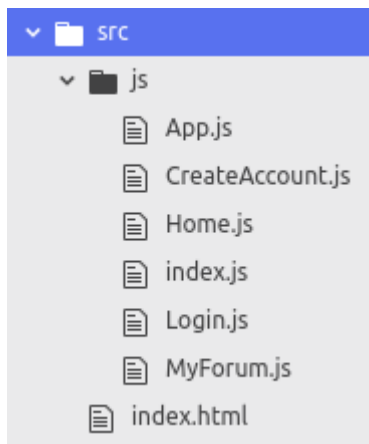 src
js
App.js
CreateAccount.js
Home.js
index.js
Login.js
MyForum.js
index.html